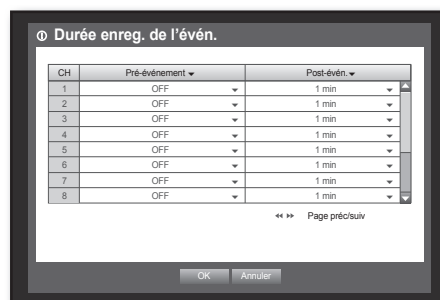 Durée enreg. de l'évén.
CH Pré-événement Post-évén.
1 OFF 1 min
2 OFF 1 min
3 OFF 1 min
4 OFF 1 min
5 OFF 1 min
6 OFF 1 min
7 OFF 1 min
8 OFF 1 min
Page préc/suiv
OK Annuler